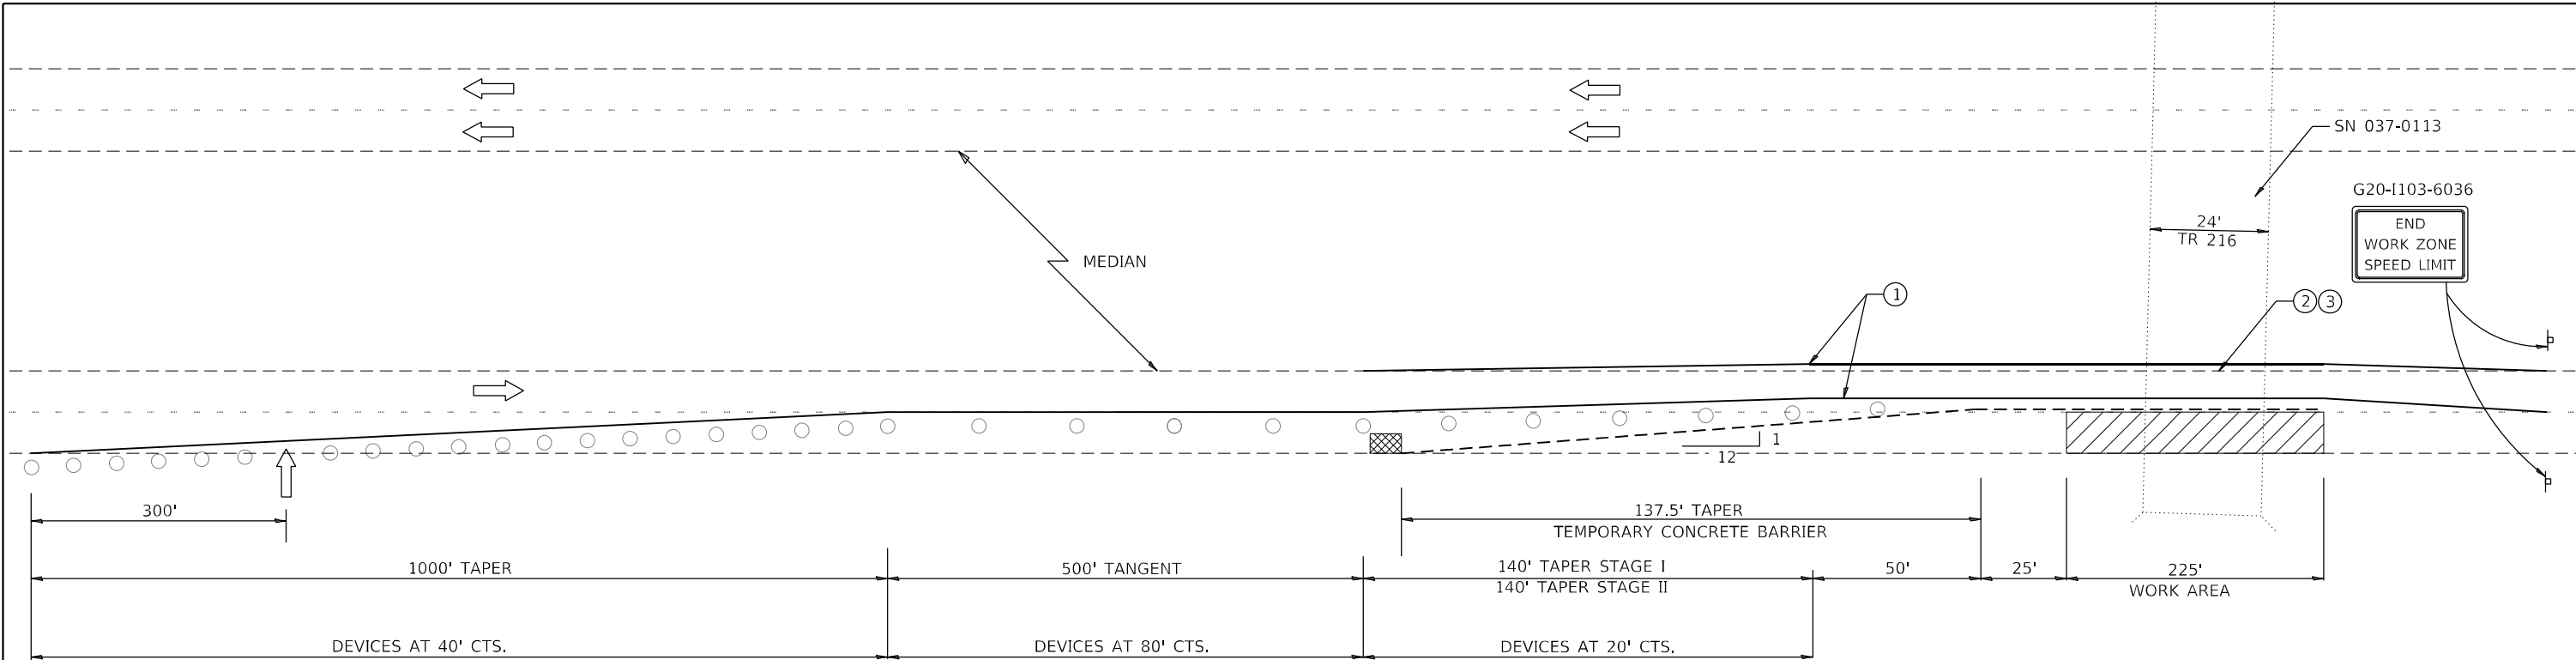 SN 037-0113
G20-I103-6036
END
WORK ZONE
SPEED LIMIT
24'
TR 216
MEDIAN
1
2 3
1
12
300'
137.5' TAPER
TEMPORARY CONCRETE BARRIER
1000' TAPER
500' TANGENT
140' TAPER STAGE I
140' TAPER STAGE II
50'
25'
225'
WORK AREA
DEVICES AT 40' CTS.
DEVICES AT 80' CTS.
DEVICES AT 20' CTS.